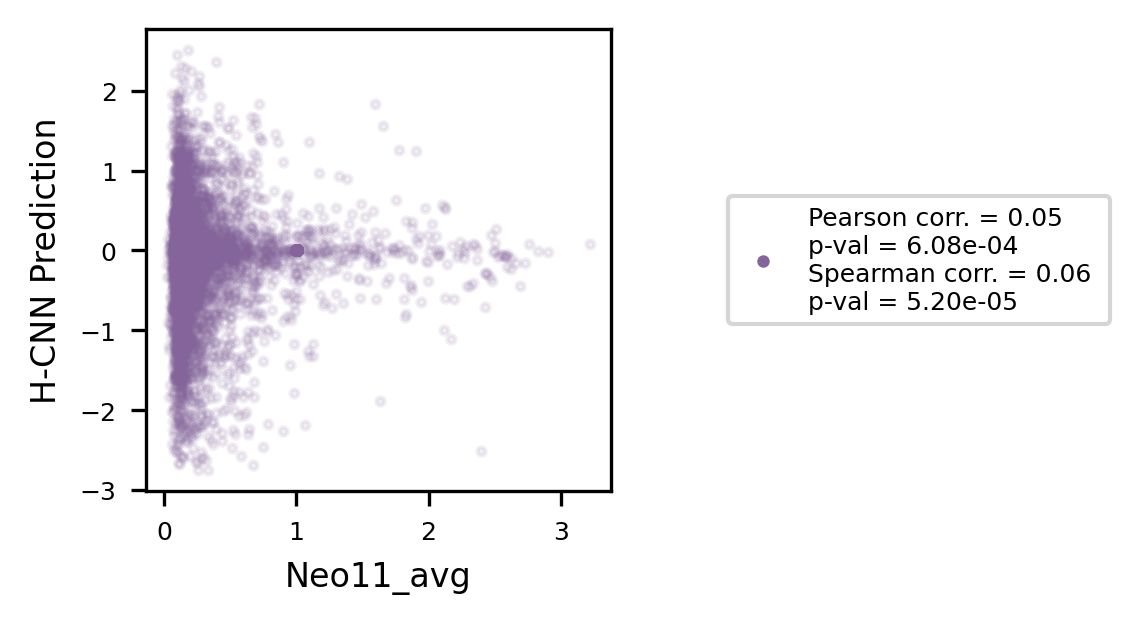 2
1
0
−1
−2
−3
H-CNN Prediction
0 1 2 3
Neo11_avg
Pearson corr. = 0.05
p-val = 6.08e-04
Spearman corr. = 0.06
p-val = 5.20e-05